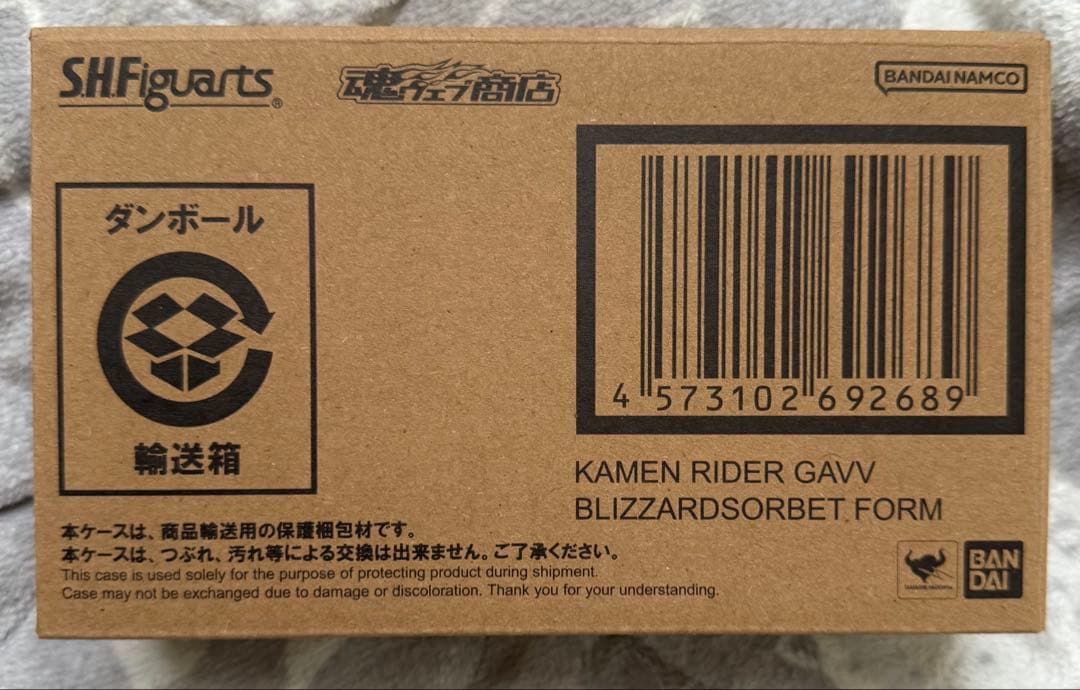 S.H.Figuarts®
魂ウェブ商店
BANDAI NAMCO
ダンボール
輸送箱
4 573102 692689
KAMEN RIDER GAVV
BLIZZARDSORBET FORM
本ケースは、商品輸送用の保護梱包材です。
本ケースは、つぶれ、汚れ等による交換は出来ません。ご了承ください。
This case is used solely for the purpose of protecting product during shipment.
Case may not be exchanged due to damage or discoloration. Thank you for your understanding.
BAN
DAI